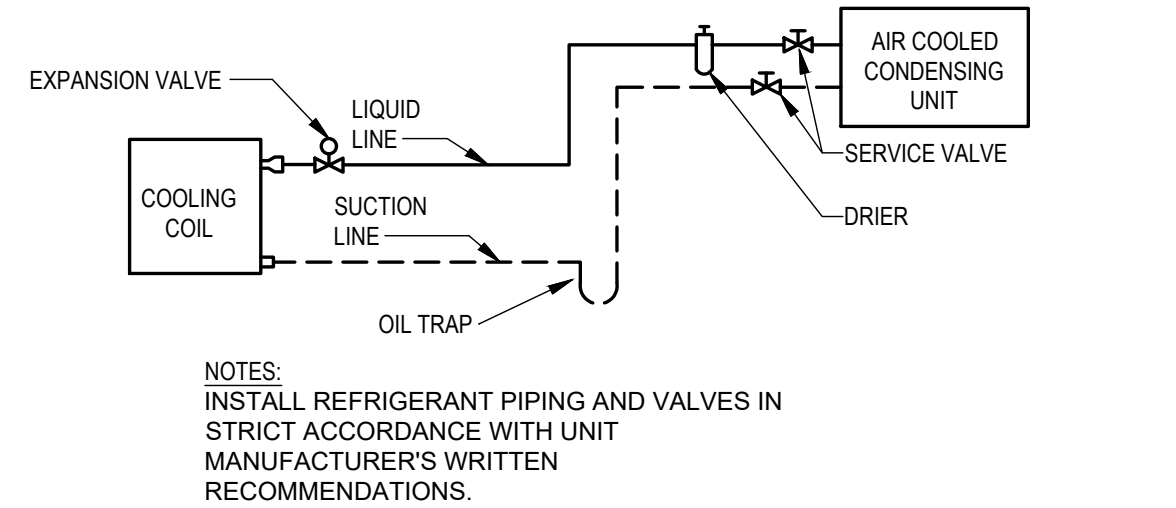 AIR COOLED
CONDENSING
UNIT
EXPANSION VALVE
LIQUID
LINE
SERVICE VALVE
COOLING
COIL
SUCTION
LINE
DRIER
OIL TRAP
NOTES:
INSTALL REFRIGERANT PIPING AND VALVES IN
STRICT ACCORDANCE WITH UNIT
MANUFACTURER'S WRITTEN
RECOMMENDATIONS.